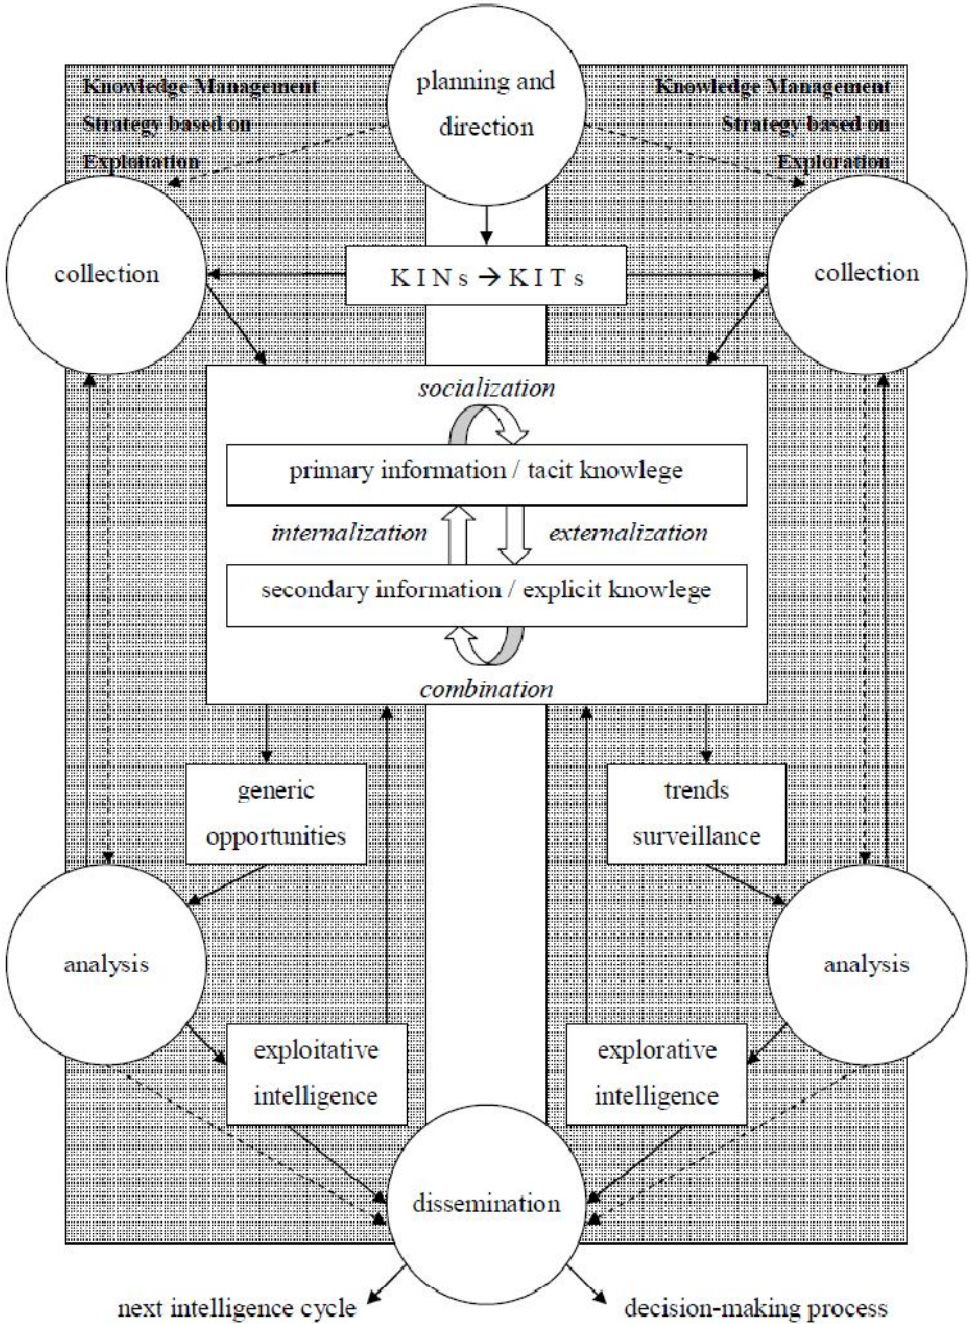 planning and
direction
Knowledge Management
Strategy based on
Exploitation
Knowledge Management
Strategy based on
Exploration
collection
K I N s → K I T s
collection
socialization
primary information / tacit knowlege
internalization
externalization
secondary information / explicit knowlege
combination
generic
opportunities
trends
surveillance
analysis
analysis
exploitative
intelligence
explorative
intelligence
dissemination
next intelligence cycle
decision-making process